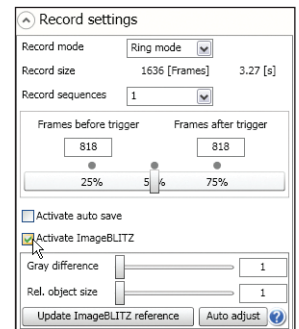 Record settings
Record mode Ring mode
Record size 1636 [Frames] 3.27 [s]
Record sequences 1
Frames before trigger Frames after trigger
818 818
25% 5 % 75%
Activate auto save
Activate ImageBLITZ
Gray difference 1
Rel. object size 1
Update ImageBLITZ reference Auto adjust ?